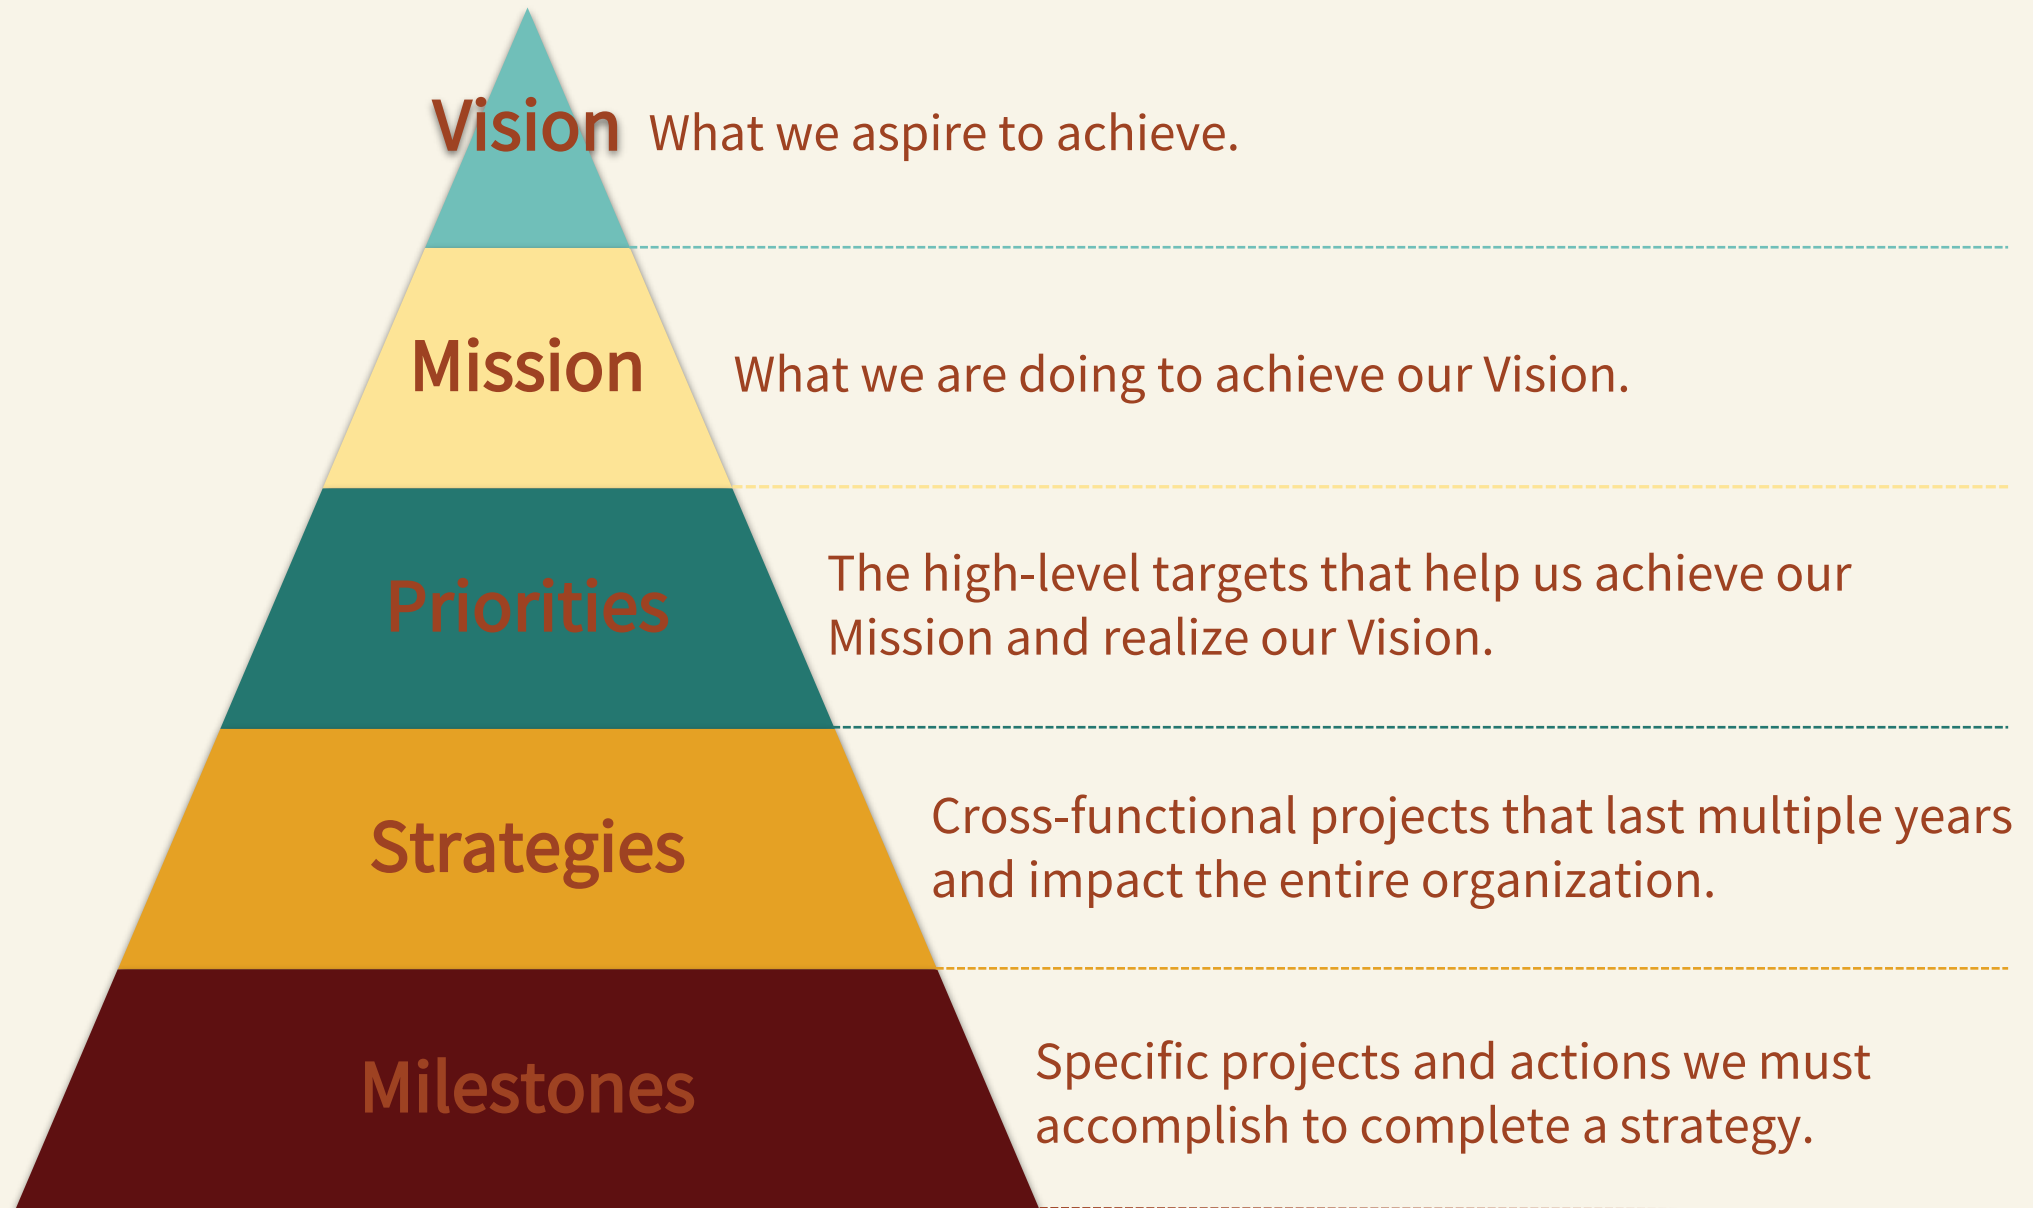 Vision
What we aspire to achieve.
Mission
What we are doing to achieve our Vision.
Priorities
The high-level targets that help us achieve our
Mission and realize our Vision.
Strategies
Cross-functional projects that last multiple years
and impact the entire organization.
Milestones
Specific projects and actions we must
accomplish to complete a strategy.